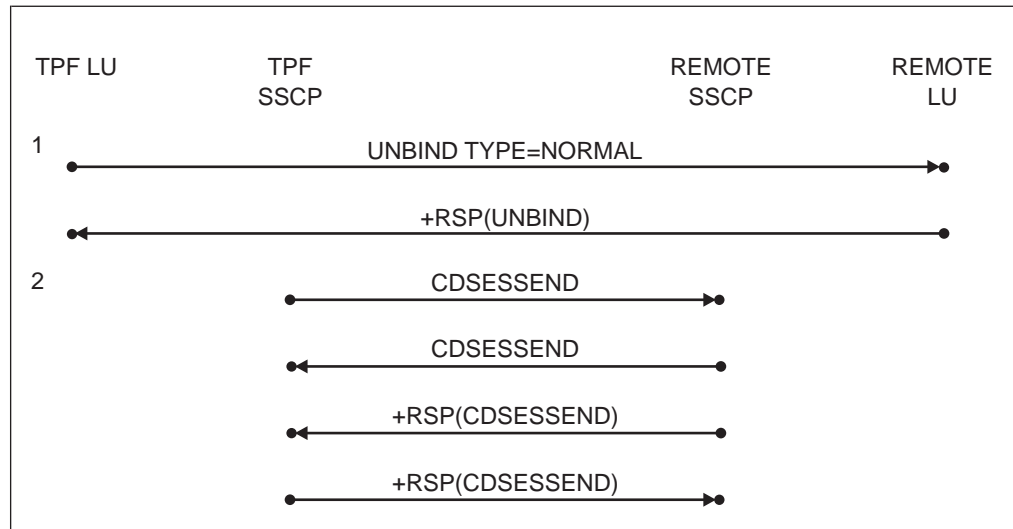 TPF LU
TPF
SSCP
REMOTE
SSCP
REMOTE
LU
1
UNBIND TYPE=NORMAL
+RSP(UNBIND)
2
CDSESSEND
CDSESSEND
+RSP(CDSESSEND)
+RSP(CDSESSEND)